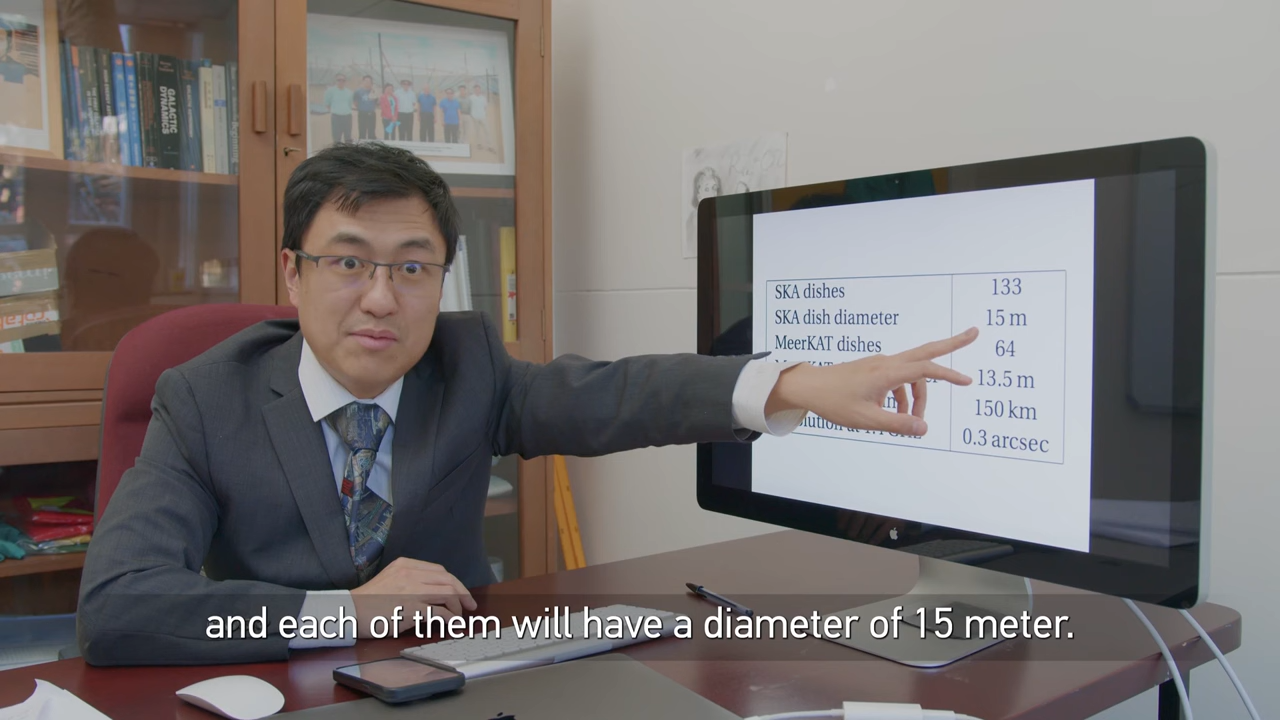 GALACTIC
DYNAMICS
SKA dishes 133
SKA dish diameter 15 m
MeerKAT dishes 64
13.5 m
150 km
0.3 arcsec
and each of them will have a diameter of 15 meter.